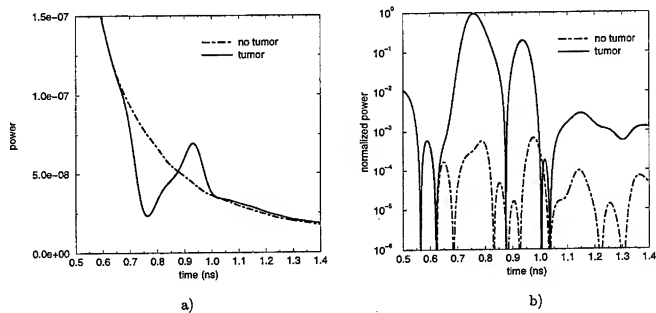 1.5e-07
1.0e-07
5.0e-08
0.0e+00
power
no tumor
tumor
0.5 0.6 0.7 0.8 0.9 1.0 1.1 1.2 1.3 1.4
time (ns)
a)
10^0
10^-1
10^-2
10^-3
10^-4
10^-5
10^-6
normalized power
no tumor
tumor
0.5 0.6 0.7 0.8 0.9 1.0 1.1 1.2 1.3 1.4
time (ns)
b)